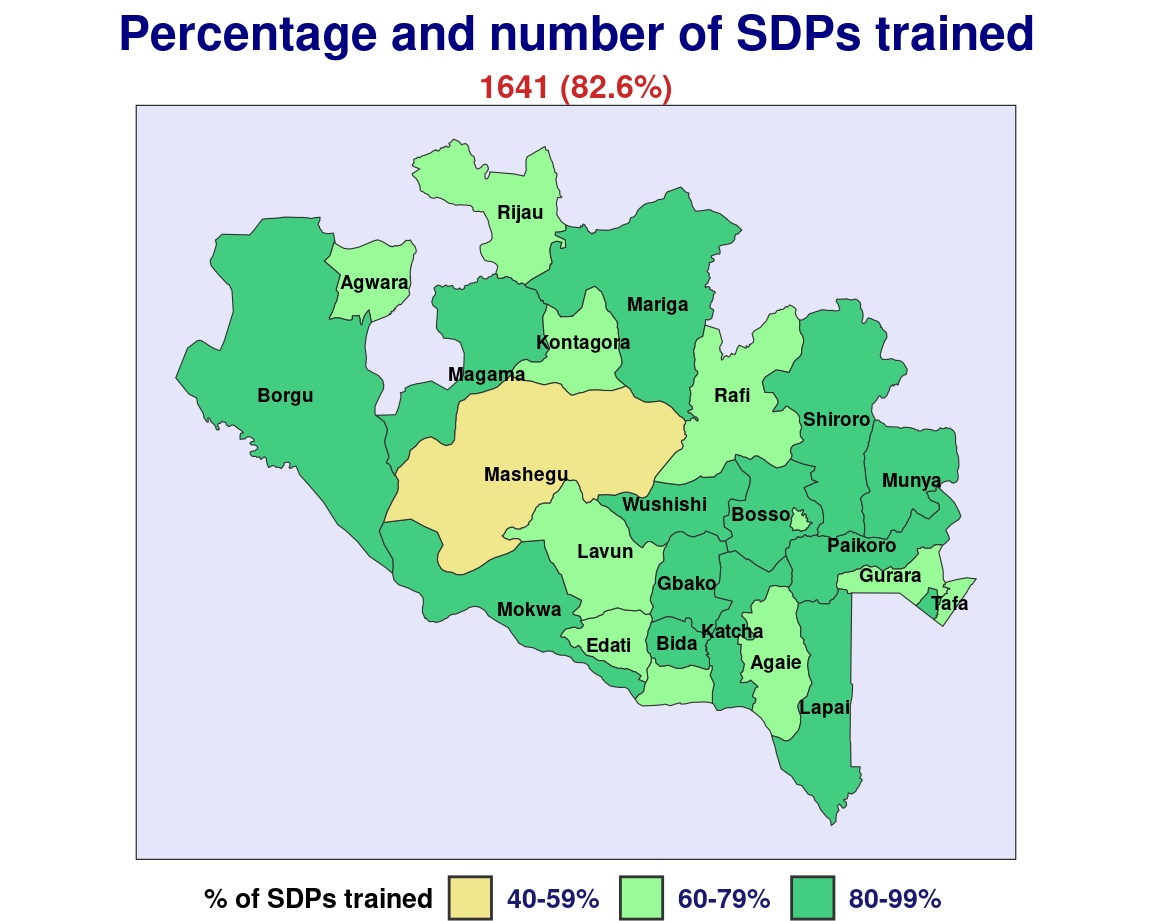 Percentage and number of SDPs trained
1641 (82.6%)
Rijau
Agwara
Mariga
Kontagora
Magama
Borgu
Rafi
Shiroro
Mashegu
Munya
Wushishi
Bosso
Paikoro
Lavun
Gurara
Gbako
Tafa
Mokwa
Katcha
Edati
Bida
Agaie
Lapai
% of SDPs trained 40-59% 60-79% 80-99%